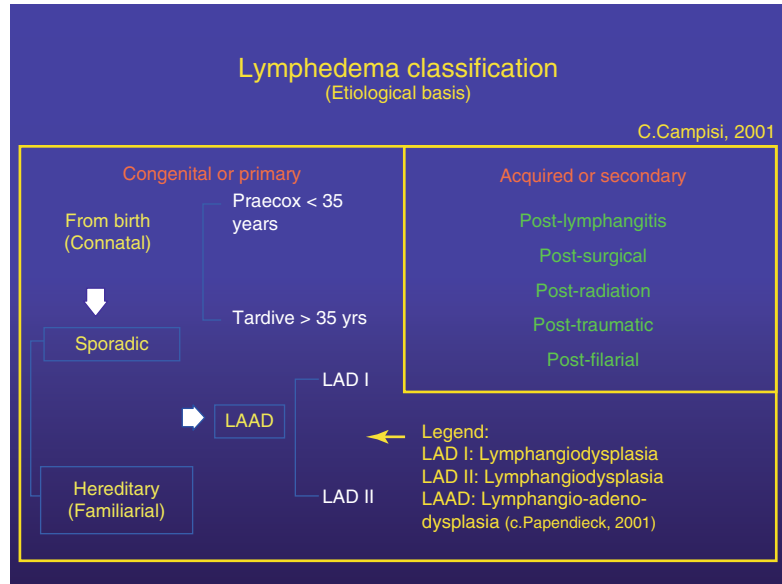 Lymphedema classification
(Etiological basis)
C.Campisi, 2001
Congenital or primary
From birth
(Connatal)
Praecox < 35
years
Tardive > 35 yrs
Sporadic
LAAD
LAD I
LAD II
Hereditary
(Familiarial)
Acquired or secondary
Post-lymphangitis
Post-surgical
Post-radiation
Post-traumatic
Post-filarial
Legend:
LAD I: Lymphangiodysplasia
LAD II: Lymphangiodysplasia
LAAD: Lymphangio-adeno-
dysplasia (c.Papendieck, 2001)